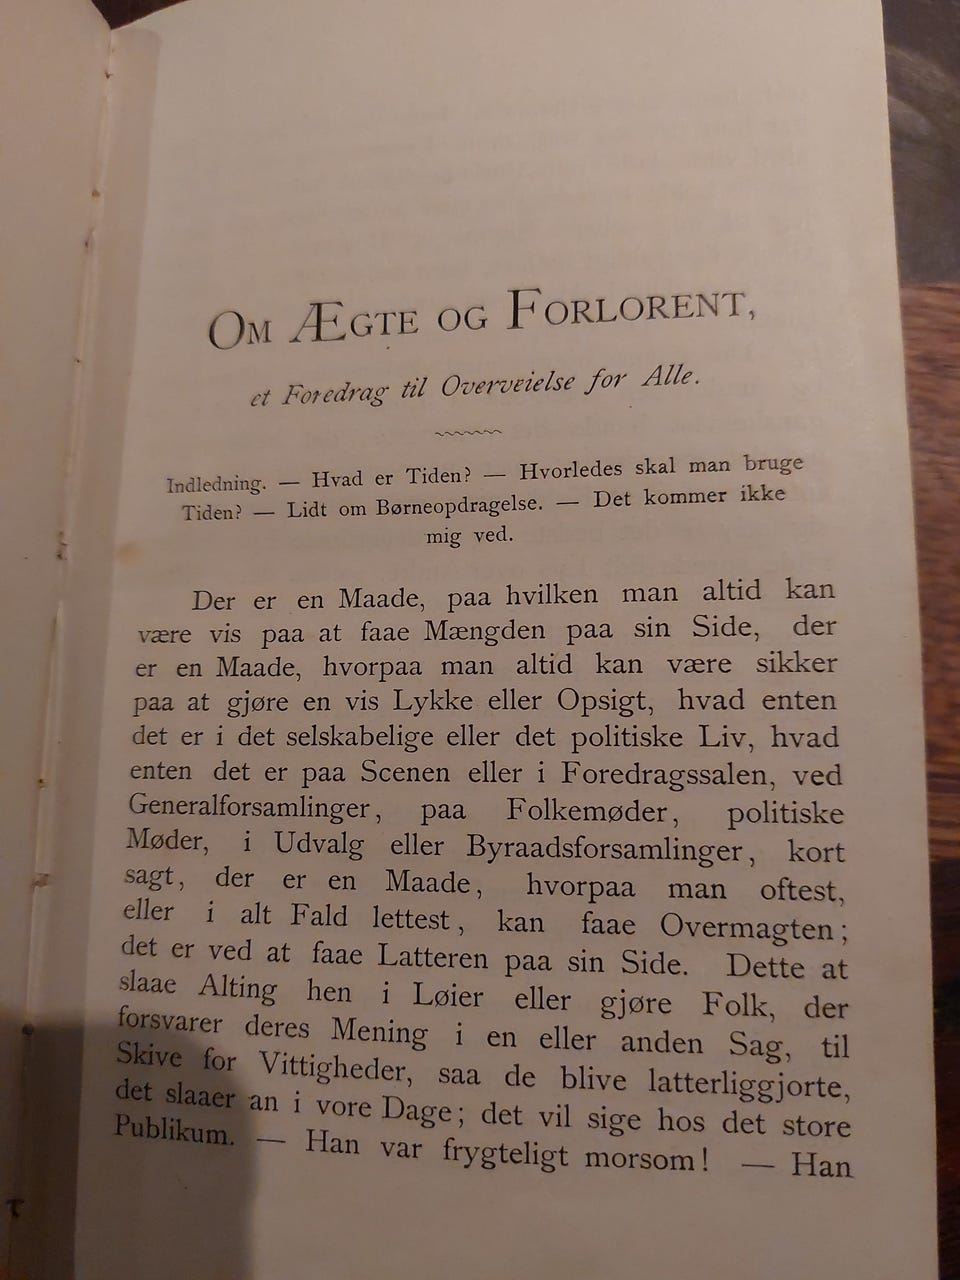 OM ÆGTE OG FORLORENT,
et Foredrag til Overveielse for Alle.
Indledning. — Hvad er Tiden? — Hvorledes skal man bruge
Tiden? — Lidt om Børneopdragelse. — Det kommer ikke
mig ved.
Der er en Maade, paa hvilken man altid kan
være vis paa at faae Mængden paa sin Side, der
er en Maade, hvorpaa man altid kan være sikker
paa at gjøre en vis Lykke eller Opsigt, hvad enten
det er i det selskabelige eller det politiske Liv, hvad
enten det er paa Scenen eller i Foredragssalen, ved
Generalforsamlinger, paa Folkemøder, politiske
Møder, i Udvalg eller Byraadsforsamlinger, kort
sagt, der er en Maade, hvorpaa man oftest,
eller i alt Fald lettest, kan faae Overmagten;
det er ved at faae Latteren paa sin Side. Dette at
slaae Alting hen i Løier eller gjøre Folk, der
forsvarer deres Mening i en eller anden Sag, til
Skive for Vittigheder, saa de blive latterliggjorte,
det slaaer an i vore Dage; det vil sige hos det store
Publikum. — Han var frygteligt morsom! — Han